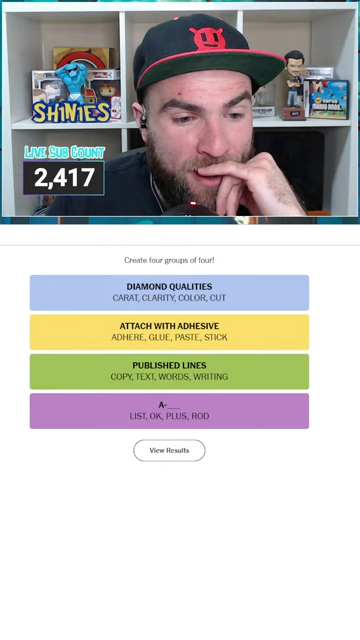 SHINIES
LIVE SUB COUNT
2,417
Create four groups of four!
DIAMOND QUALITIES
CARAT, CLARITY, COLOR, CUT
ATTACH WITH ADHESIVE
ADHERE, GLUE, PASTE, STICK
PUBLISHED LINES
COPY, TEXT, WORDS, WRITING
A-___
LIST, OK, PLUS, ROD
View Results